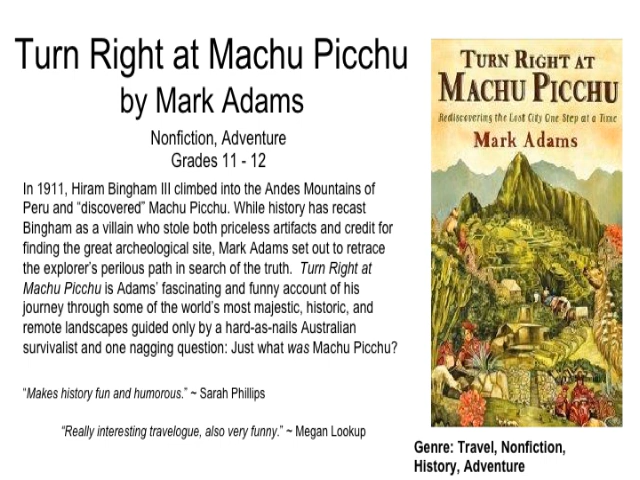 Turn Right at Machu Picchu
by Mark Adams
Nonfiction, Adventure
Grades 11 - 12
In 1911, Hiram Bingham III climbed into the Andes Mountains of
Peru and “discovered” Machu Picchu. While history has recast
Bingham as a villain who stole both priceless artifacts and credit for
finding the great archeological site, Mark Adams set out to retrace
the explorer’s perilous path in search of the truth.  Turn Right at
Machu Picchu is Adams’ fascinating and funny account of his
journey through some of the world’s most majestic, historic, and
remote landscapes guided only by a hard-as-nails Australian
survivalist and one nagging question: Just what was Machu Picchu?
“Makes history fun and humorous.” ~ Sarah Phillips
“Really interesting travelogue, also very funny.” ~ Megan Lookup
TURN RIGHT AT
MACHU PICCHU
Rediscovering the Lost City One Step at a Time
Mark Adams
Genre: Travel, Nonfiction,
History, Adventure